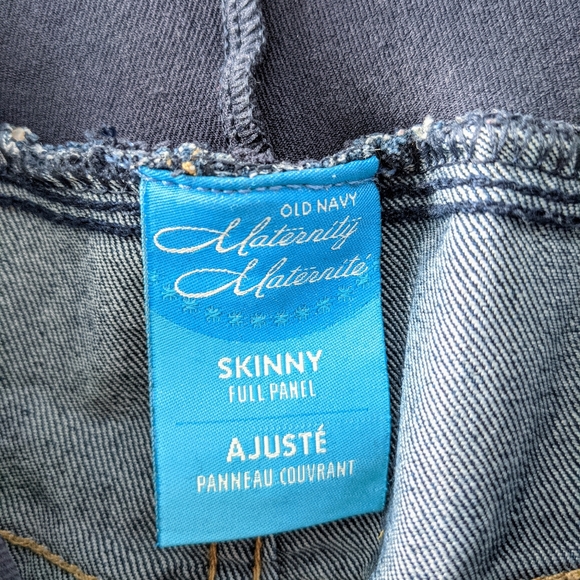 OLD NAVY
Maternity
Maternité
SKINNY
FULL PANEL
AJUSTÉ
PANNEAU COUVRANT